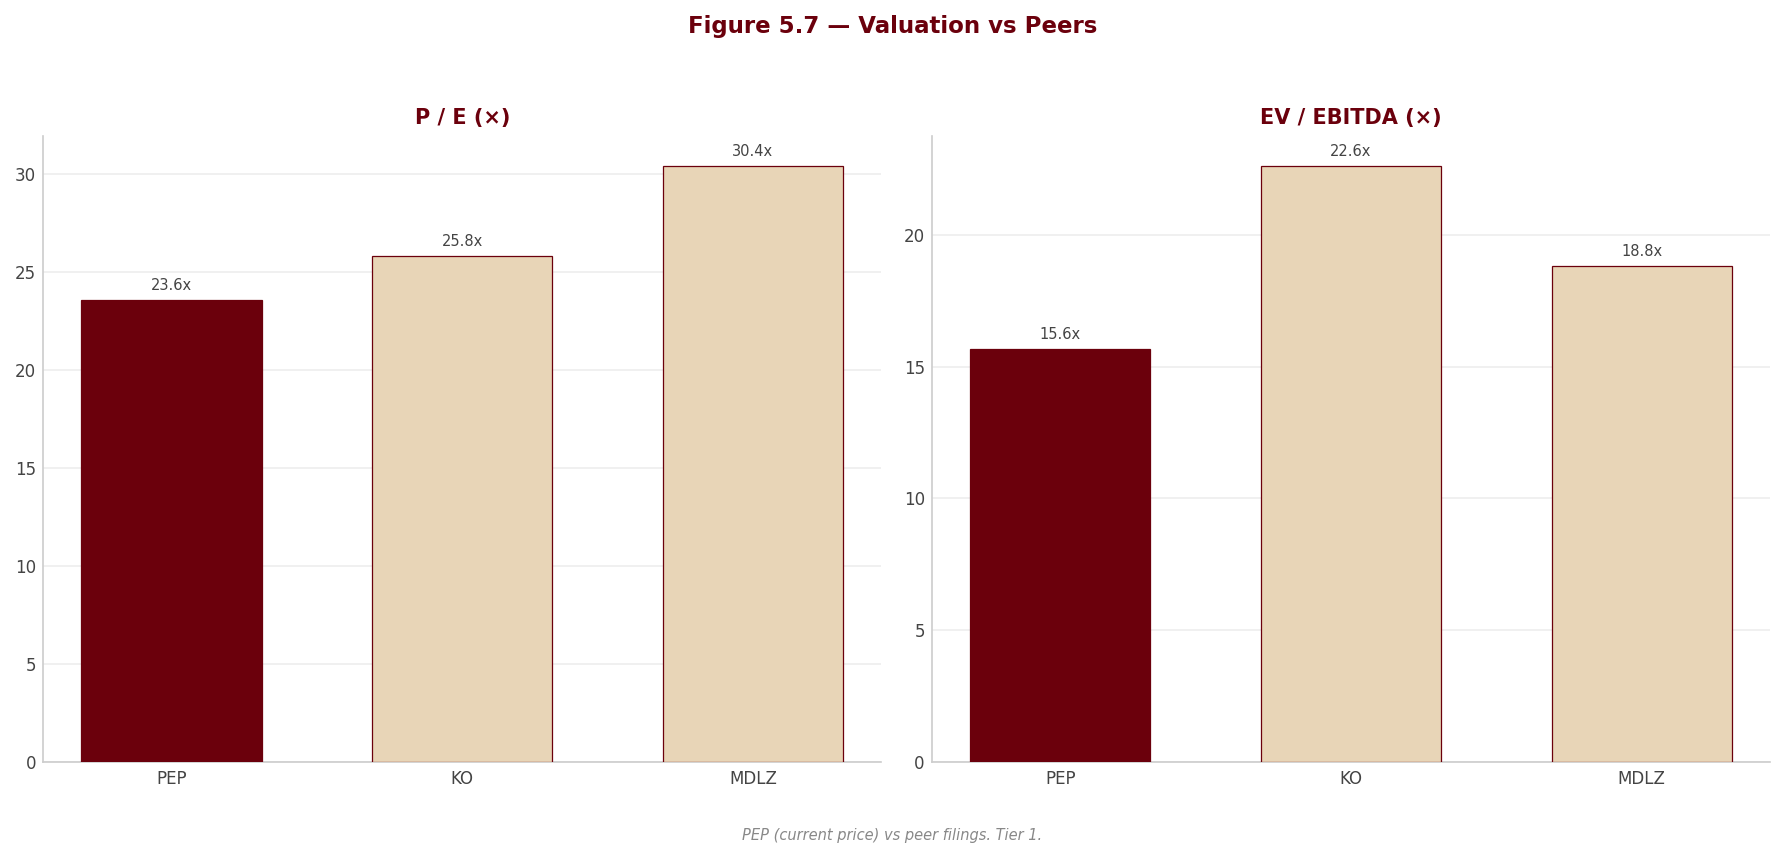 Figure 5.7 — Valuation vs Peers
P / E (×)
30
25
20
15
10
5
0
23.6x
25.8x
30.4x
PEP
KO
MDLZ
EV / EBITDA (×)
20
15
10
5
0
15.6x
22.6x
18.8x
PEP
KO
MDLZ
PEP (current price) vs peer filings. Tier 1.